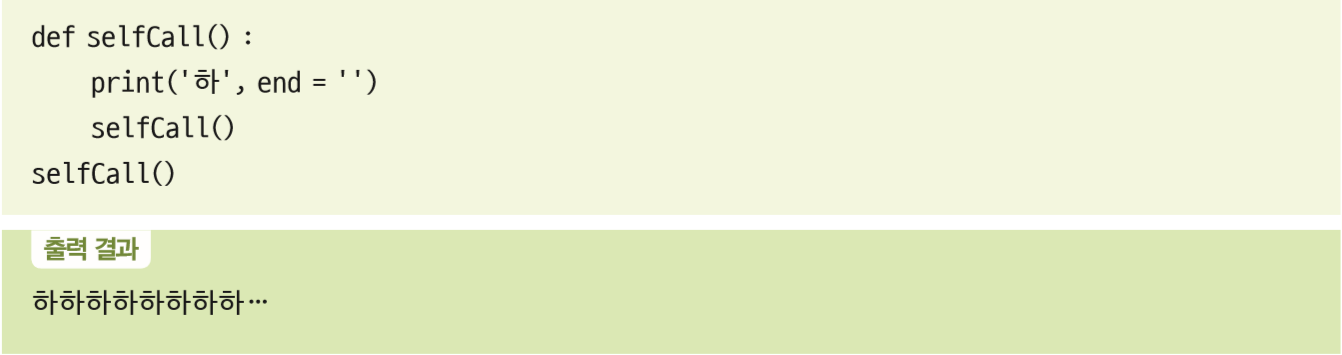 def selfCall() :
    print('하', end = '')
    selfCall()
selfCall()
출력 결과
하하하하하하하하…